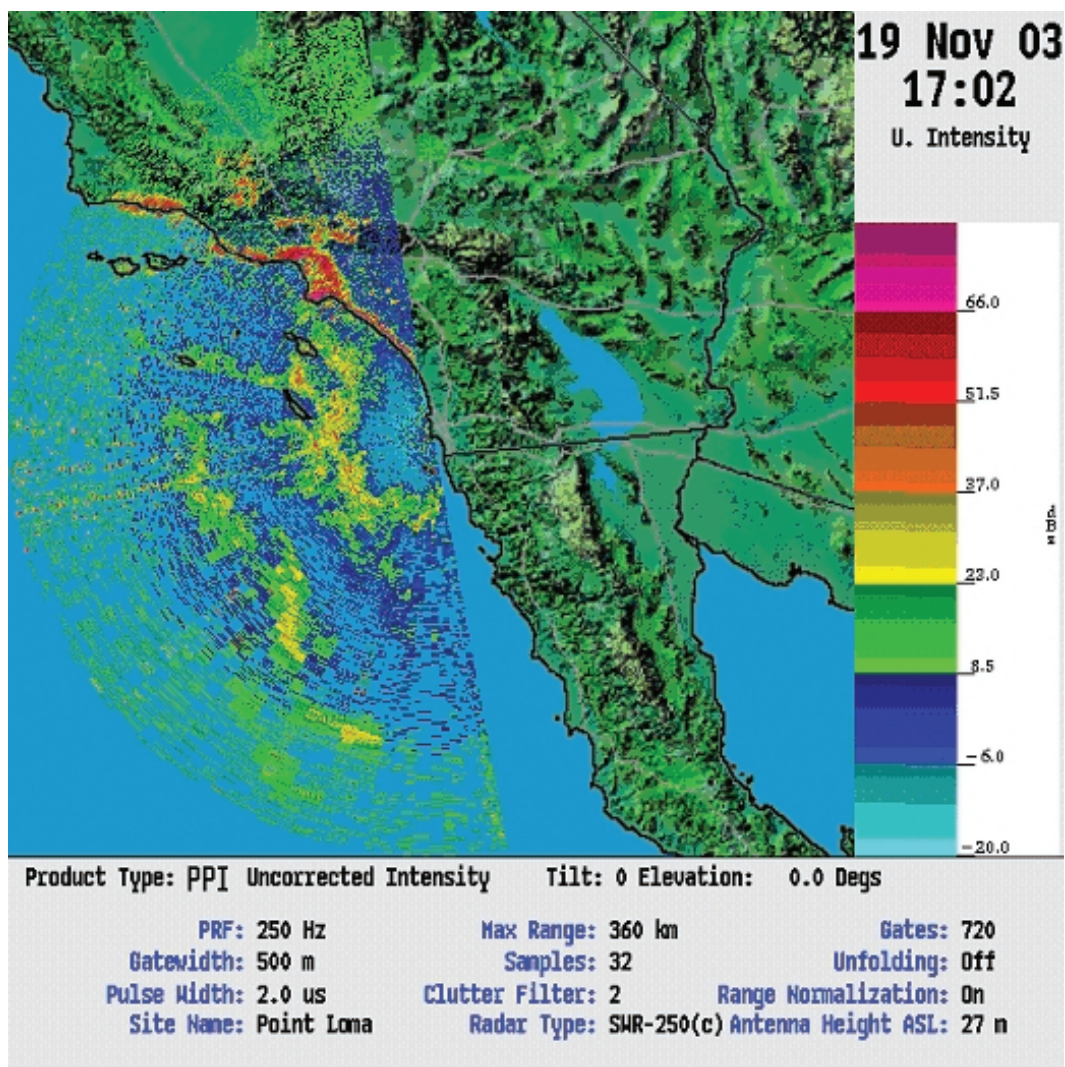 19 Nov 03
17:02
U. Intensity
66.0
51.5
37.0
23.0
8.5
-6.0
-20.0
Product Type: PPI Uncorrected Intensity Tilt: 0 Elevation: 0.0 Degs
PRF: 250 Hz Max Range: 360 km Gates: 720
Gatewidth: 500 m Samples: 32 Unfolding: Off
Pulse Width: 2.0 us Clutter Filter: 2 Range Normalization: On
Site Name: Point Loma Radar Type: SWR-250(c) Antenna Height ASL: 27 m